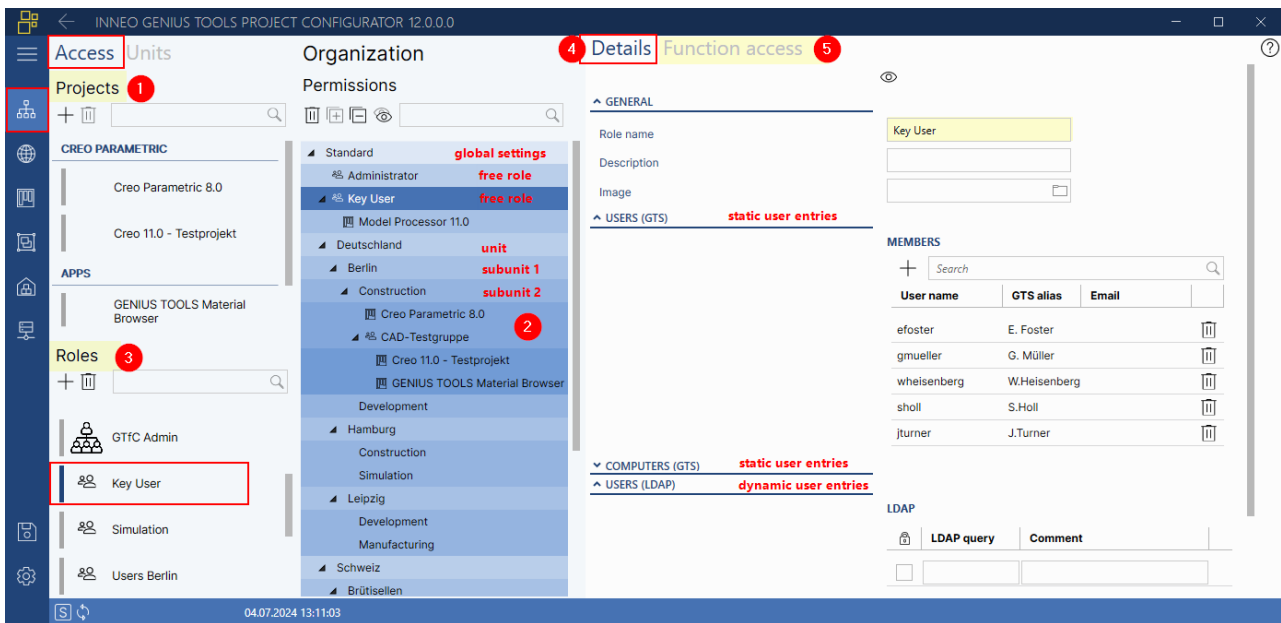 INNEO GENIUS TOOLS PROJECT CONFIGURATOR 12.0.0.0
Access Units
Projects 1
CREO PARAMETRIC
Creo Parametric 8.0
Creo 11.0 - Testprojekt
APPS
GENIUS TOOLS Material
Browser
Roles 3
GTfC Admin
Key User
Simulation
Users Berlin
Organization
Permissions
Standard global settings
Administrator free role
Key User free role
Model Processor 11.0
Deutschland unit
Berlin subunit 1
Construction subunit 2
Creo Parametric 8.0
2
CAD-Testgruppe
Creo 11.0 - Testprojekt
GENIUS TOOLS Material Browser
Development
Hamburg
Construction
Simulation
Leipzig
Development
Manufacturing
Schweiz
Brütisellen
4 Details Function access 5
?
GENERAL
Role name Key User
Description
Image
USERS (GTS) static user entries
MEMBERS
Search
User name GTS alias Email
efoster E. Foster
gmueller G. Müller
wheisenberg W.Heisenberg
sholl S.Holl
jturner J.Turner
COMPUTERS (GTS) static user entries
USERS (LDAP) dynamic user entries
LDAP
LDAP query Comment
S 04.07.2024 13:11:03